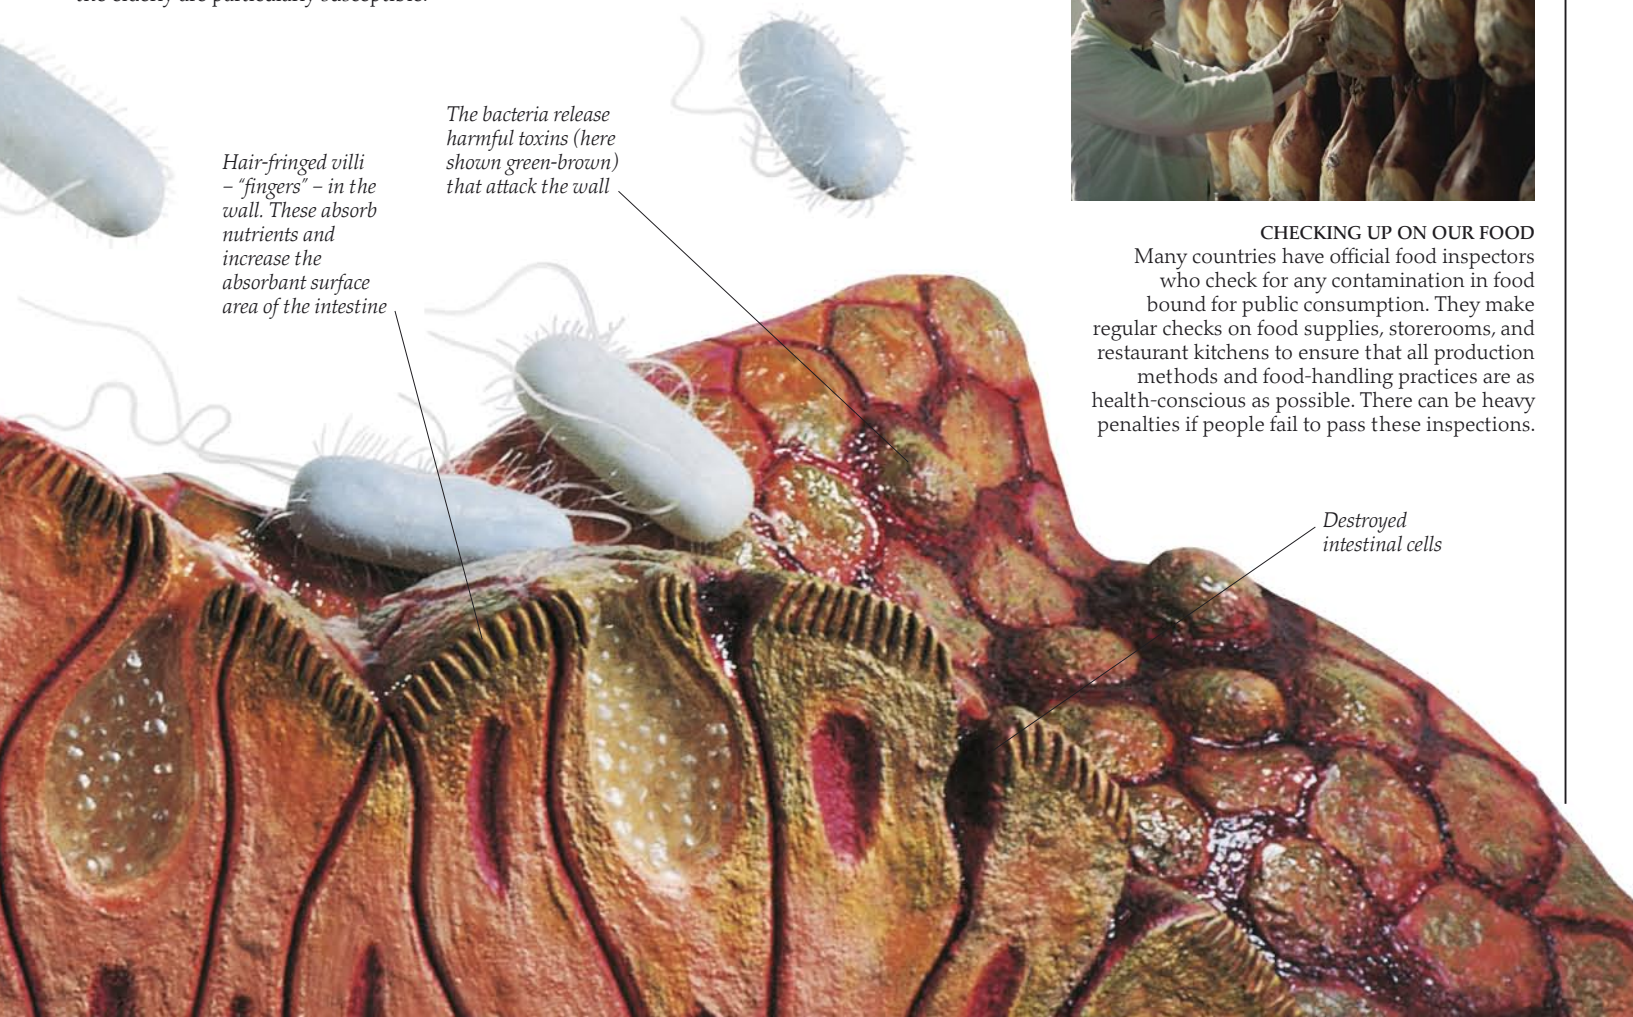 the elderly are particularly susceptible.
The bacteria release
harmful toxins (here
shown green-brown)
that attack the wall
Hair-fringed villi
– “fingers” – in the
wall. These absorb
nutrients and
increase the
absorbant surface
area of the intestine
CHECKING UP ON OUR FOOD
Many countries have official food inspectors
who check for any contamination in food
bound for public consumption. They make
regular checks on food supplies, storerooms, and
restaurant kitchens to ensure that all production
methods and food-handling practices are as
health-conscious as possible. There can be heavy
penalties if people fail to pass these inspections.
Destroyed
intestinal cells